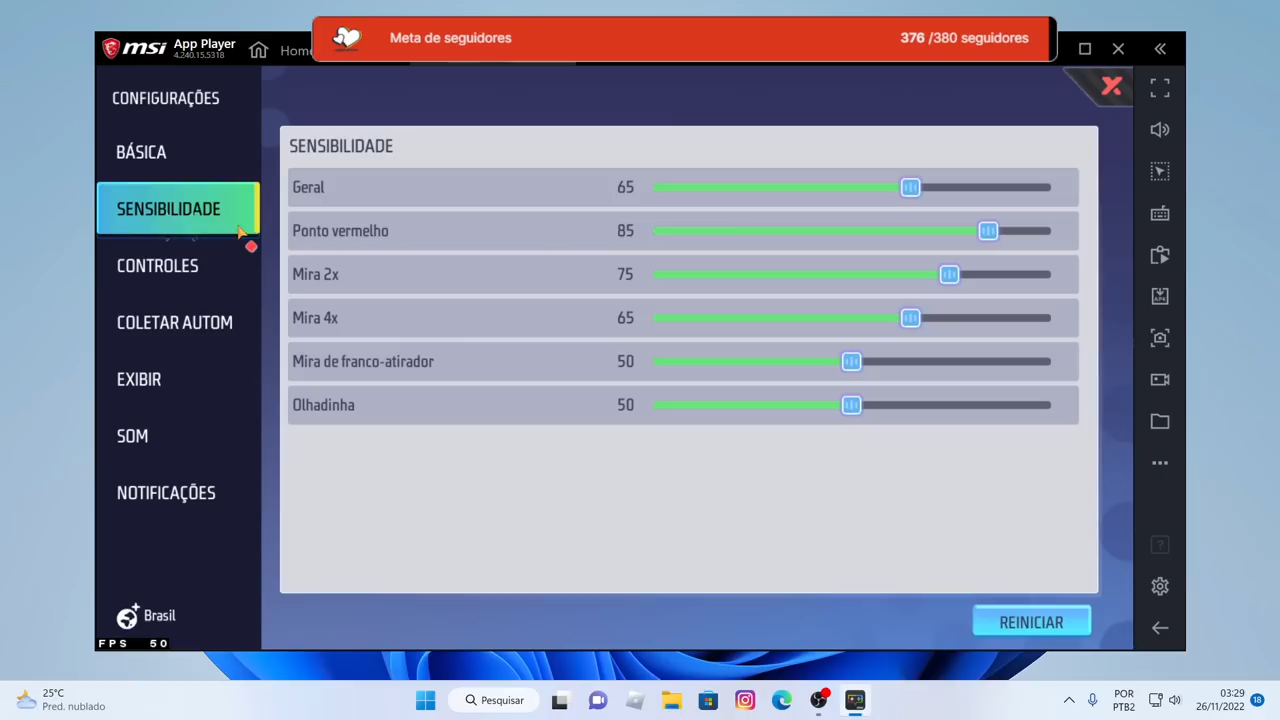 msi App Player
4.240.15.5318
Home
Meta de seguidores
376 /380 seguidores
CONFIGURAÇÕES
BÁSICA
SENSIBILIDADE
CONTROLES
COLETAR AUTOM
EXIBIR
SOM
NOTIFICAÇÕES
Brasil
FPS 50
SENSIBILIDADE
Geral 65
Ponto vermelho 85
Mira 2x 75
Mira 4x 65
Mira de franco-atirador 50
Olhadinha 50
REINICIAR
APK
?
25°C
Pred. nublado
Pesquisar
POR
PTB2
03:29
26/11/2022
18